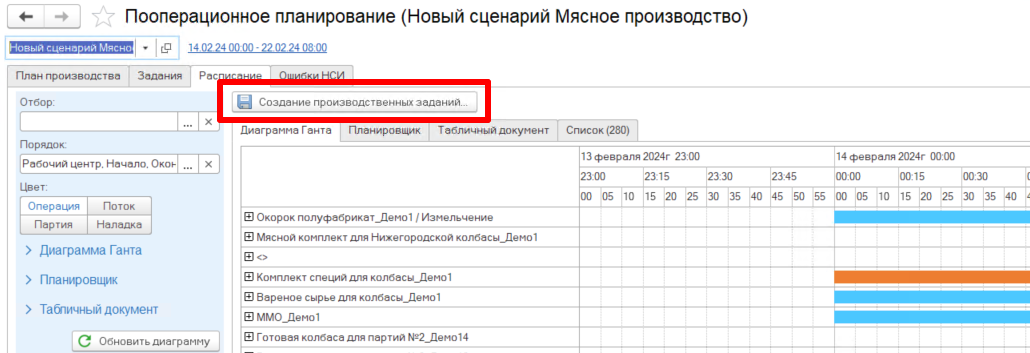 Пооперационное планирование (Новый сценарий Мясное производство)
Новый сценарий Мясно 14.02.24 00:00 - 22.02.24 08:00
План производства Задания Расписание Ошибки НСИ
Отбор:
Создание производственных заданий...
... ×
Диаграмма Ганта Планировщик Табличный документ Список (280)
Порядок:
Рабочий центр, Начало, Окон ... ×
Цвет:
Операция Поток
Партия Наладка
> Диаграмма Ганта
> Планировщик
> Табличный документ
Обновить диаграмму
13 февраля 2024г 23:00 14 февраля 2024г 00:00
23:00 23:15 23:30 23:45 00:00 00:15 00:30
00 05 10 15 20 25 30 35 40 45 50 55 00 05 10 15 20 25 30 35 40
Окорок полуфабрикат_Демо1 / Измельчение
Мясной комплект для Нижегородской колбасы_Демо1
<>
Комплект специй для колбасы_Демо1
Вареное сырье для колбасы_Демо1
ММО_Демо1
Готовая колбаса для партий №2_Демо14